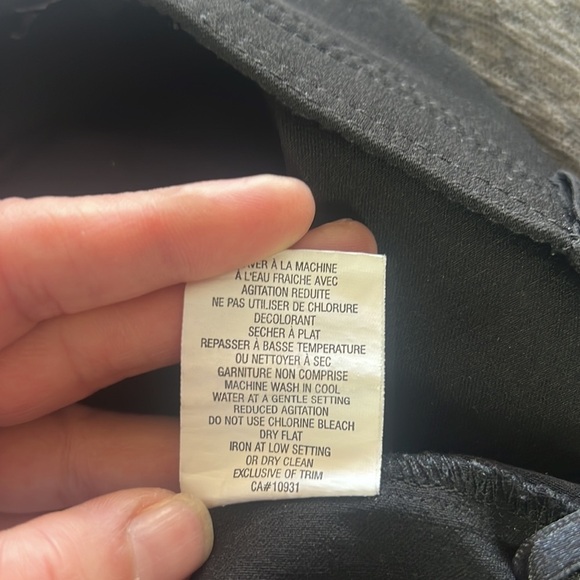 À LA MACHINE
À L'EAU FRAICHE AVEC
AGITATION REDUITE
NE PAS UTILISER DE CHLORURE
DECOLORANT
SECHER À PLAT
REPASSER À BASSE TEMPERATURE
OU NETTOYER À SEC
GARNITURE NON COMPRISE
MACHINE WASH IN COOL
WATER AT A GENTLE SETTING
REDUCED AGITATION
DO NOT USE CHLORINE BLEACH
DRY FLAT
IRON AT LOW SETTING
OR DRY CLEAN
EXCLUSIVE OF TRIM
CA#10931